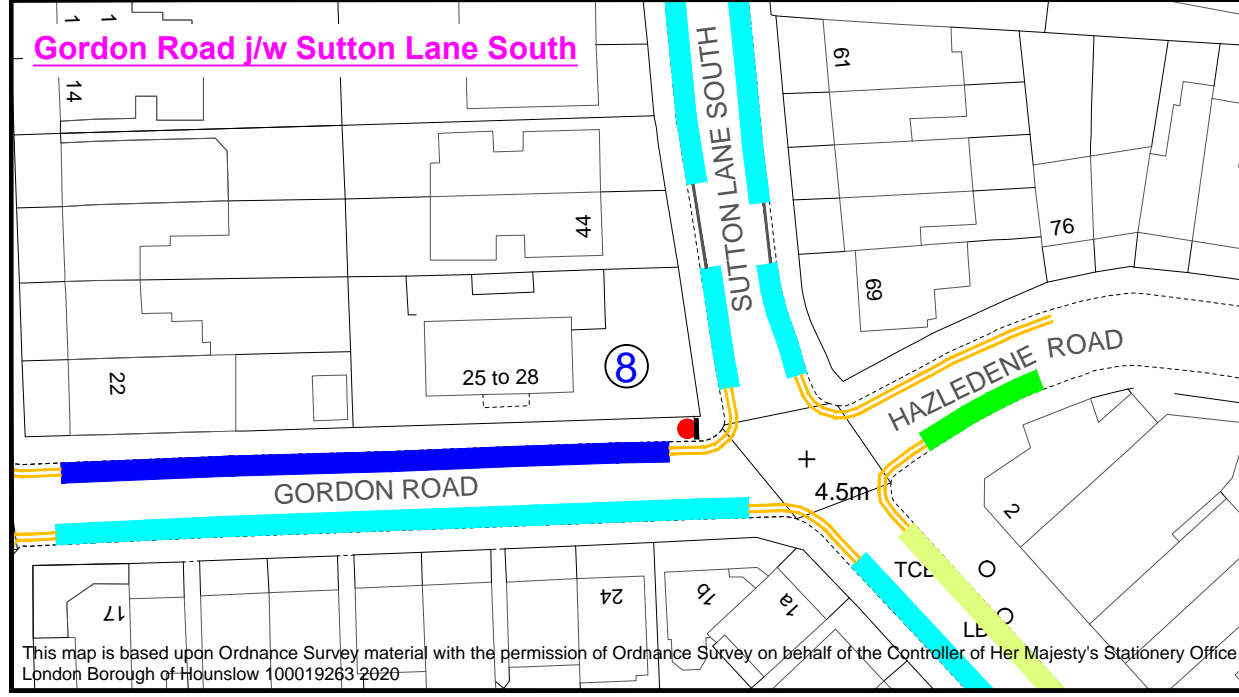 1
1
Gordon Road j/w Sutton Lane South
14
SUTTON LANE SOUTH
61
76
44
69
22
25 to 28
8
HAZLEDENE ROAD
GORDON ROAD
4.5m
2
TCB
LB
17
24
1b
1a
This map is based upon Ordnance Survey material with the permission of Ordnance Survey on behalf of the Controller of Her Majesty's Stationery Office
London Borough of Hounslow 100019263 2020